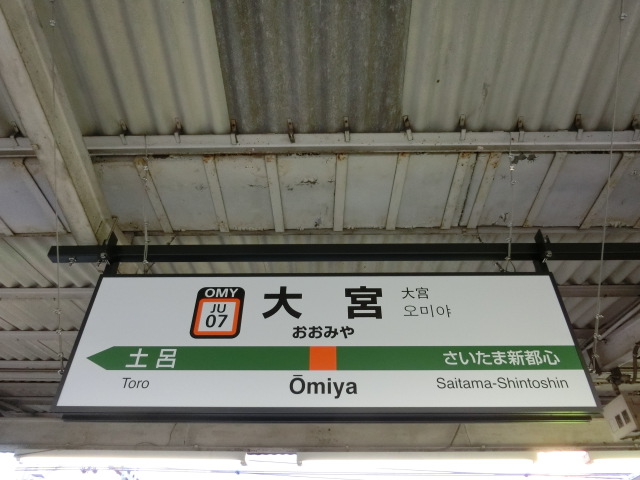 OMY
JU
07
大宮
大宮
오미야
おおみや
土呂
さいたま新都心
Toro
Ōmiya
Saitama-Shintoshin